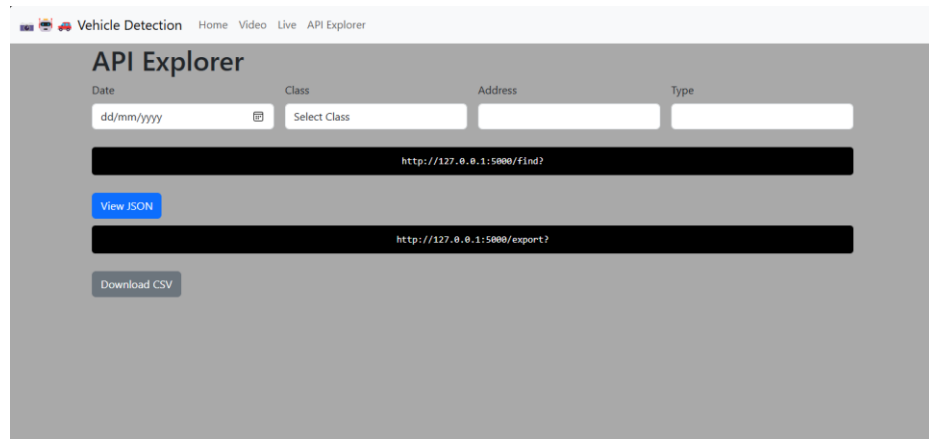 Vehicle Detection Home Video Live API Explorer
API Explorer
Date Class Address Type
dd/mm/yyyy Select Class
http://127.0.0.1:5000/find?
View JSON
http://127.0.0.1:5000/export?
Download CSV